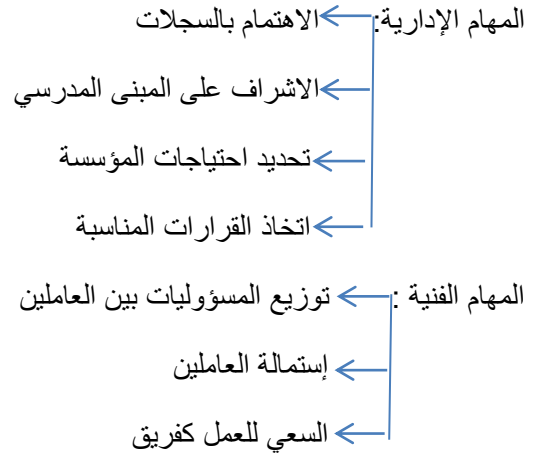 المهام الإدارية: الاهتمام بالسجلات
الاشراف على المبنى المدرسي
تحديد احتياجات المؤسسة
اتخاذ القرارات المناسبة
المهام الفنية : توزيع المسؤوليات بين العاملين
إستمالة العاملين
السعي للعمل كفريق